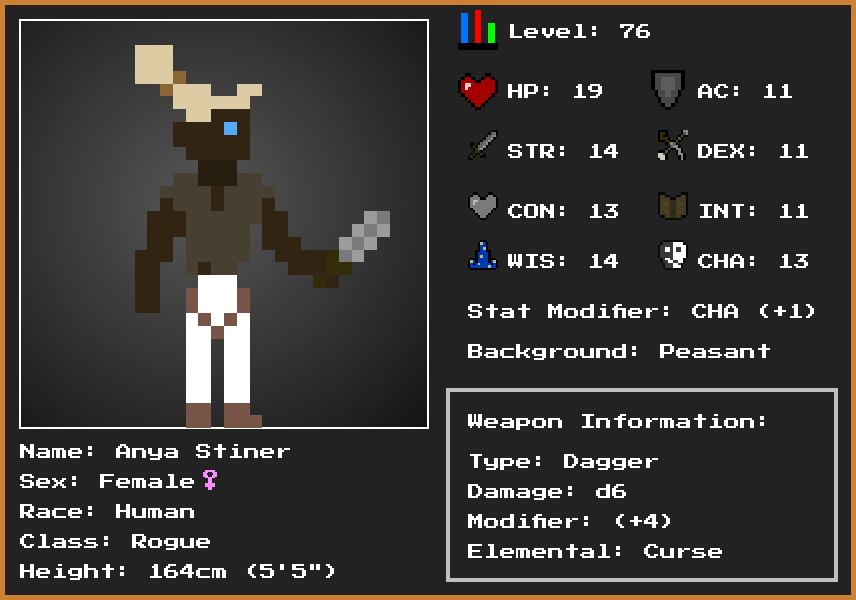 Level: 76
HP: 19 AC: 11
STR: 14 DEX: 11
CON: 13 INT: 11
WIS: 14 CHA: 13
Stat Modifier: CHA (+1)
Background: Peasant
Weapon Information:
Type: Dagger
Damage: d6
Modifier: (+4)
Elemental: Curse
Name: Anya Stiner
Sex: Female♀
Race: Human
Class: Rogue
Height: 164cm (5'5")